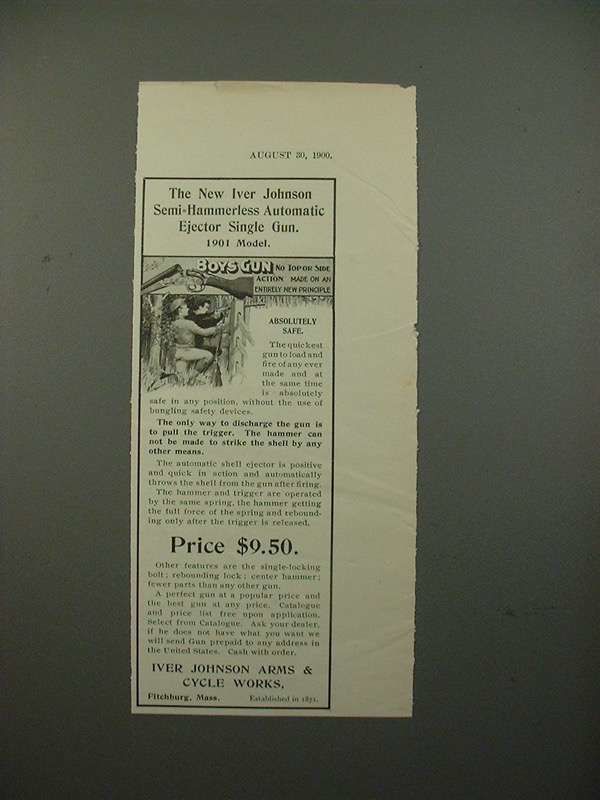 AUGUST 30, 1900.
The New Iver Johnson
Semi-Hammerless Automatic
Ejector Single Gun.
1901 Model.
BOYS GUN NO TOP OR SIDE
ACTION MADE ON AN
ENTIRELY NEW PRINCIPLE
ABSOLUTELY
SAFE.
The quickest
gun to load and
fire of any ever
made and at
the same time
is absolutely
safe in any position, without the use of
bungling safety devices.
The only way to discharge the gun is
to pull the trigger. The hammer can
not be made to strike the shell by any
other means.
The automatic shell ejector is positive
and quick in action and automatically
throws the shell from the gun after firing.
The hammer and trigger are operated
by the same spring, the hammer getting
the full force of the spring and rebound-
ing only after the trigger is released.
Price $9.50.
Other features are the single-locking
bolt; rebounding lock; center hammer;
fewer parts than any other gun.
A perfect gun at a popular price and
the best gun at any price. Catalogue
and price list free upon application.
Select from Catalogue. Ask your dealer,
if he does not have what you want we
will send Gun prepaid to any address in
the United States. Cash with order.
IVER JOHNSON ARMS &
CYCLE WORKS,
Fitchburg, Mass. Established in 1871.